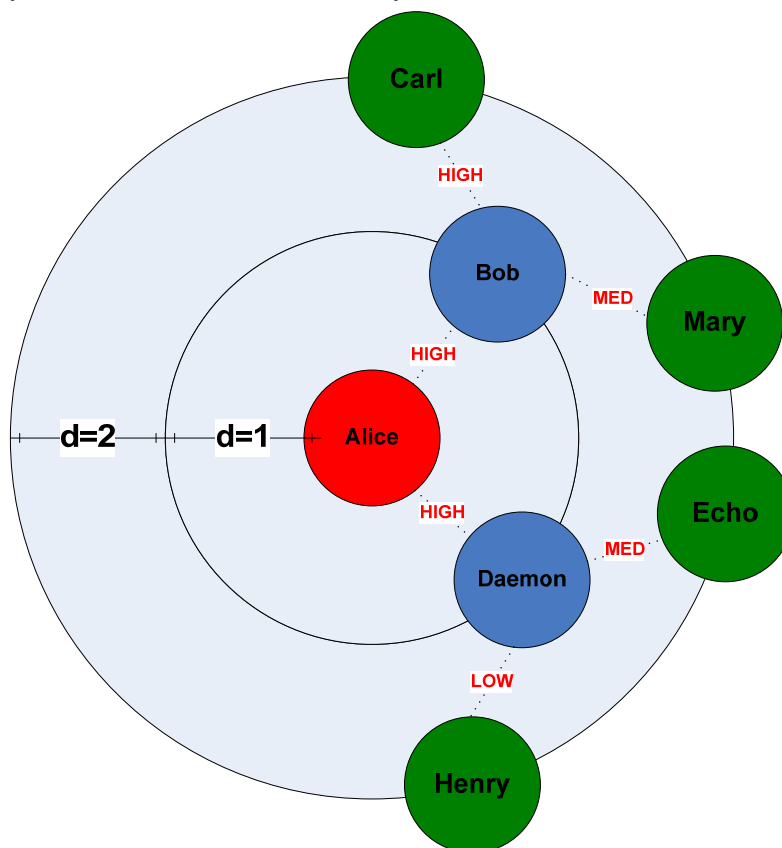 Carl
HIGH
Bob
MED
Mary
HIGH
d=2
d=1
Alice
HIGH
Echo
MED
Daemon
LOW
Henry